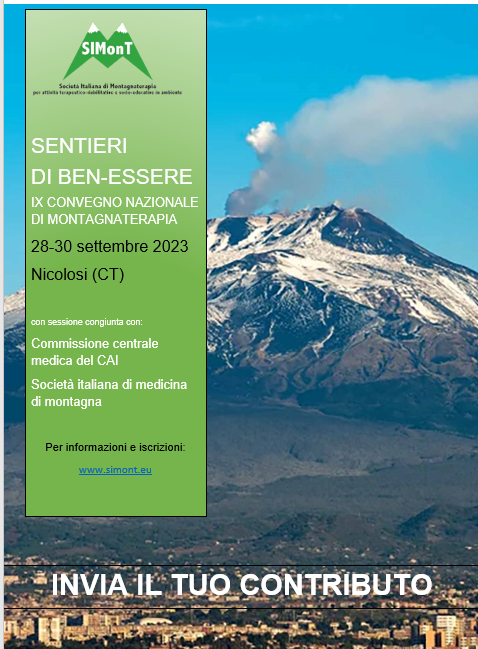 SIMonT
Società Italiana di Montagnaterapia
per attività terapeutico-riabilitative e socio-educative in ambiente
SENTIERI
DI BEN-ESSERE
IX CONVEGNO NAZIONALE
DI MONTAGNATERAPIA
28-30 settembre 2023
Nicolosi (CT)
con sessione congiunta con:
Commissione centrale
medica del CAI
Società italiana di medicina
di montagna
Per informazioni e iscrizioni:
www.simont.eu
INVIA IL TUO CONTRIBUTO